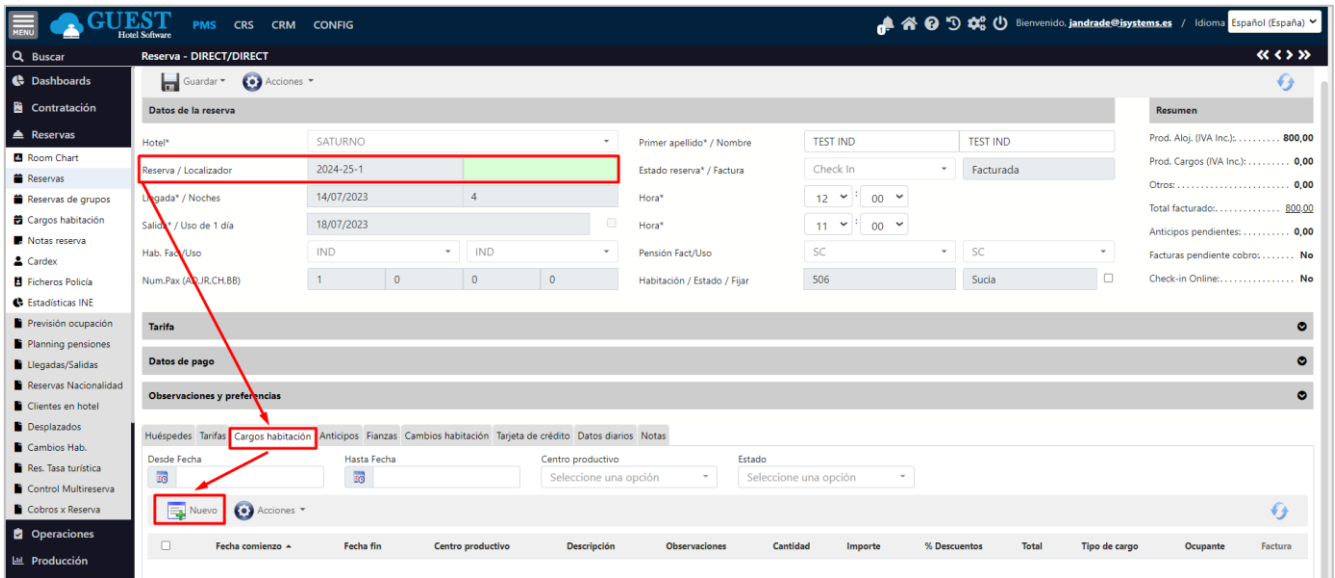 MENU GUEST Hotel Software PMS CRS CRM CONFIG 1 Bienvenido, jandrade@isystems.es / Idioma Español (España)
Buscar
Dashboards
Contratación
Reservas
Room Chart
Reservas
Reservas de grupos
Cargos habitación
Notas reserva
Cardex
Ficheros Policía
Estadísticas INE
Previsión ocupación
Planning pensiones
Llegadas/Salidas
Reservas Nacionalidad
Clientes en hotel
Desplazados
Cambios Hab.
Res. Tasa turística
Control Multireserva
Cobros x Reserva
Operaciones
Producción
Reserva - DIRECT/DIRECT
Guardar Acciones
Datos de la reserva
Hotel* SATURNO Primer apellido* / Nombre TEST IND TEST IND
Reserva / Localizador 2024-25-1 Estado reserva* / Factura Check In Facturada
Llegada* / Noches 14/07/2023 4 Hora* 12 : 00
Salida* / Uso de 1 día 18/07/2023 Hora* 11 : 00
Hab. Fact/Uso IND IND Pensión Fact/Uso SC SC
Num.Pax (AD,JR,CH,BB) 1 0 0 0 Habitación / Estado / Fijar 506 Sucia
Resumen
Prod. Aloj. (IVA Inc.):.......... 800,00
Prod. Cargos (IVA Inc.):......... 0,00
Otros:....................... 0,00
Total facturado:.............. 800,00
Anticipos pendientes:.......... 0,00
Facturas pendiente cobro:....... No
Check-in Online:................ No
Tarifa
Datos de pago
Observaciones y preferencias
Huéspedes Tarifas Cargos habitación Anticipos Fianzas Cambios habitación Tarjeta de crédito Datos diarios Notas
Desde Fecha Hasta Fecha Centro productivo Estado
Seleccione una opción Seleccione una opción
Nuevo Acciones
Fecha comienzo Fecha fin Centro productivo Descripción Observaciones Cantidad Importe % Descuentos Total Tipo de cargo Ocupante Factura